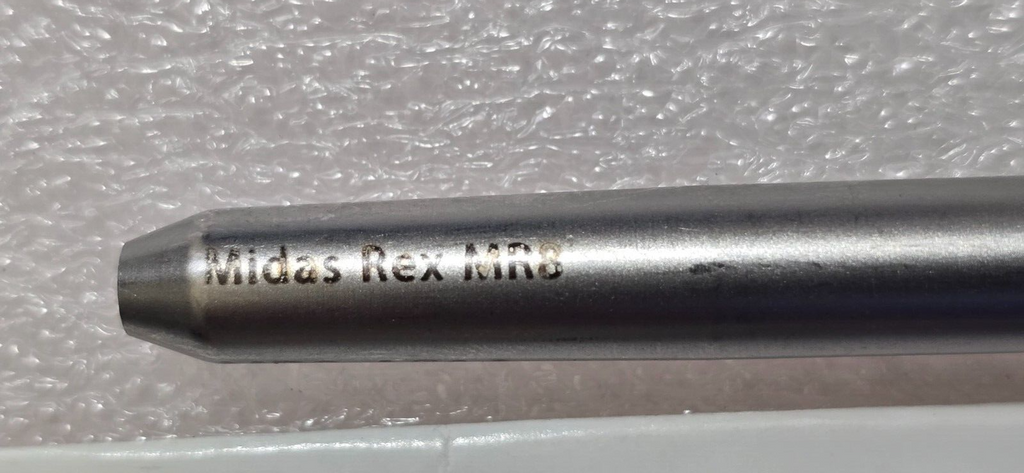 Midas Rex MR8